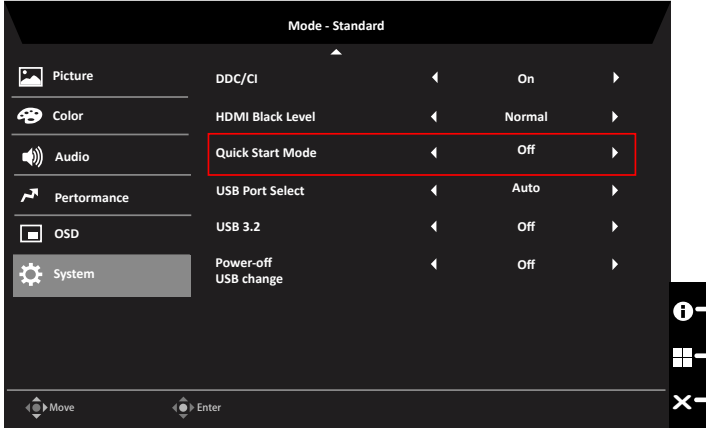 Mode - Standard
Picture
Color
Audio
Pertormance
OSD
System
DDC/CI On
HDMI Black Level Normal
Quick Start Mode Off
USB Port Select Auto
USB 3.2 Off
Power-off
USB change Off
Move Enter